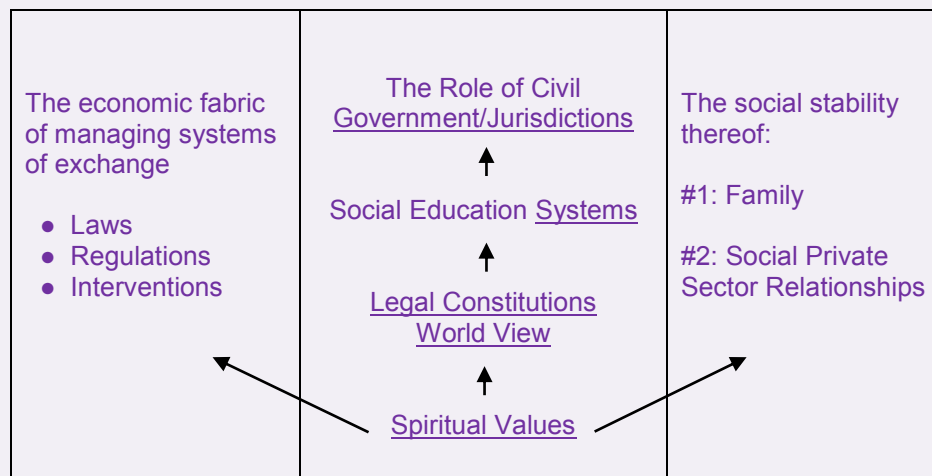 The economic fabric
of managing systems
of exchange
● Laws
● Regulations
● Interventions
The Role of Civil
Government/Jurisdictions
Social Education Systems
Legal Constitutions
World View
Spiritual Values
The social stability
thereof:
#1: Family
#2: Social Private
Sector Relationships